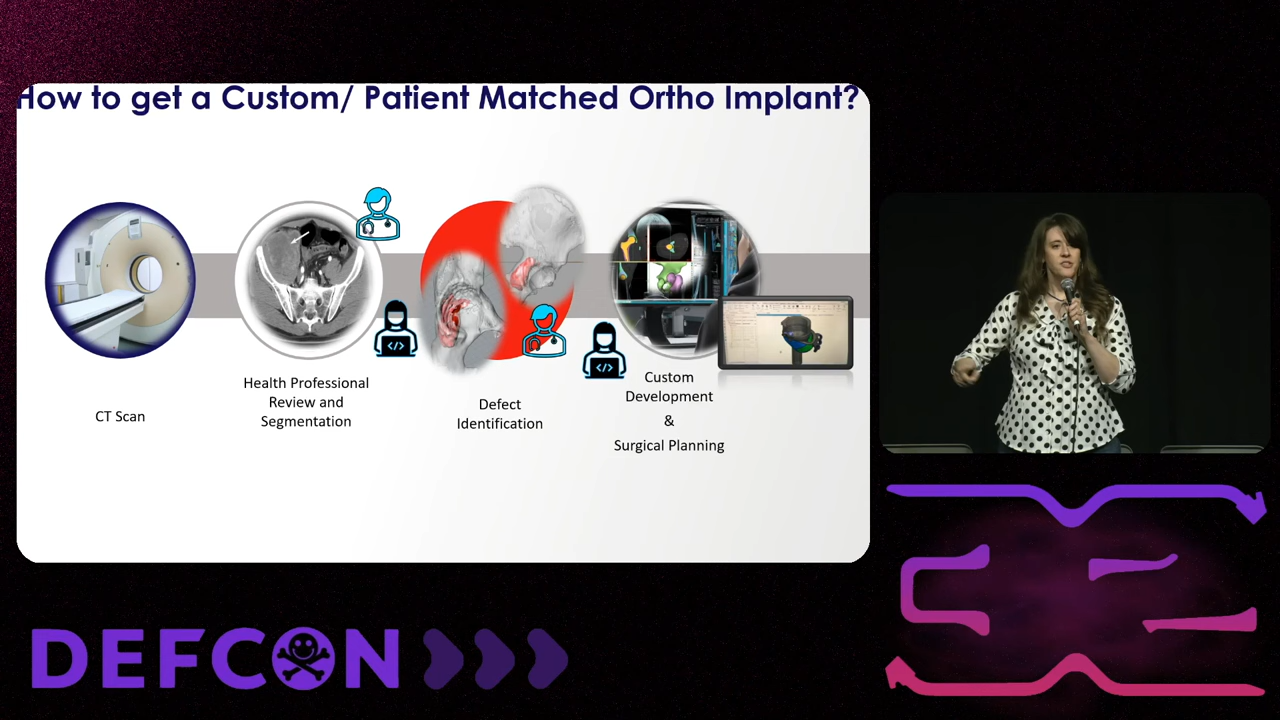 How to get a Custom/ Patient Matched Ortho Implant?
</>
</>
CT Scan
Health Professional
Review and
Segmentation
Defect
Identification
Custom
Development
&
Surgical Planning
DEFCON